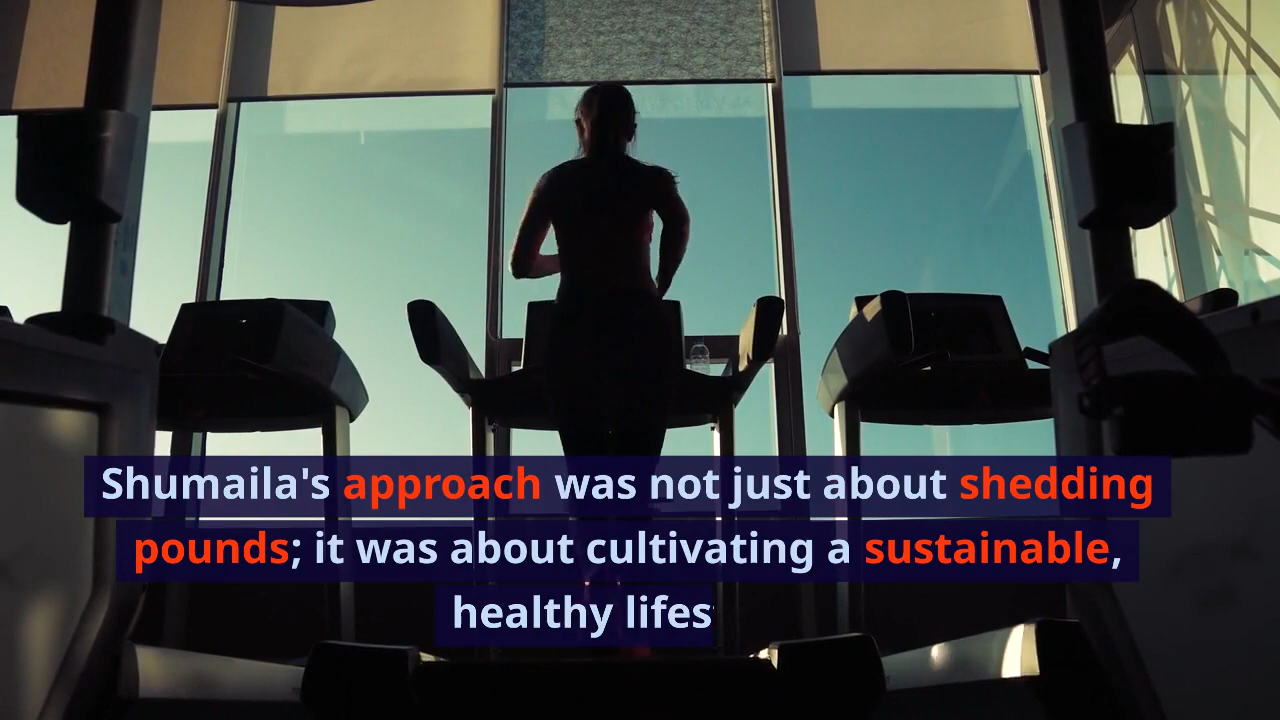 Shumaila's approach was not just about shedding
pounds; it was about cultivating a sustainable,
healthy lifes